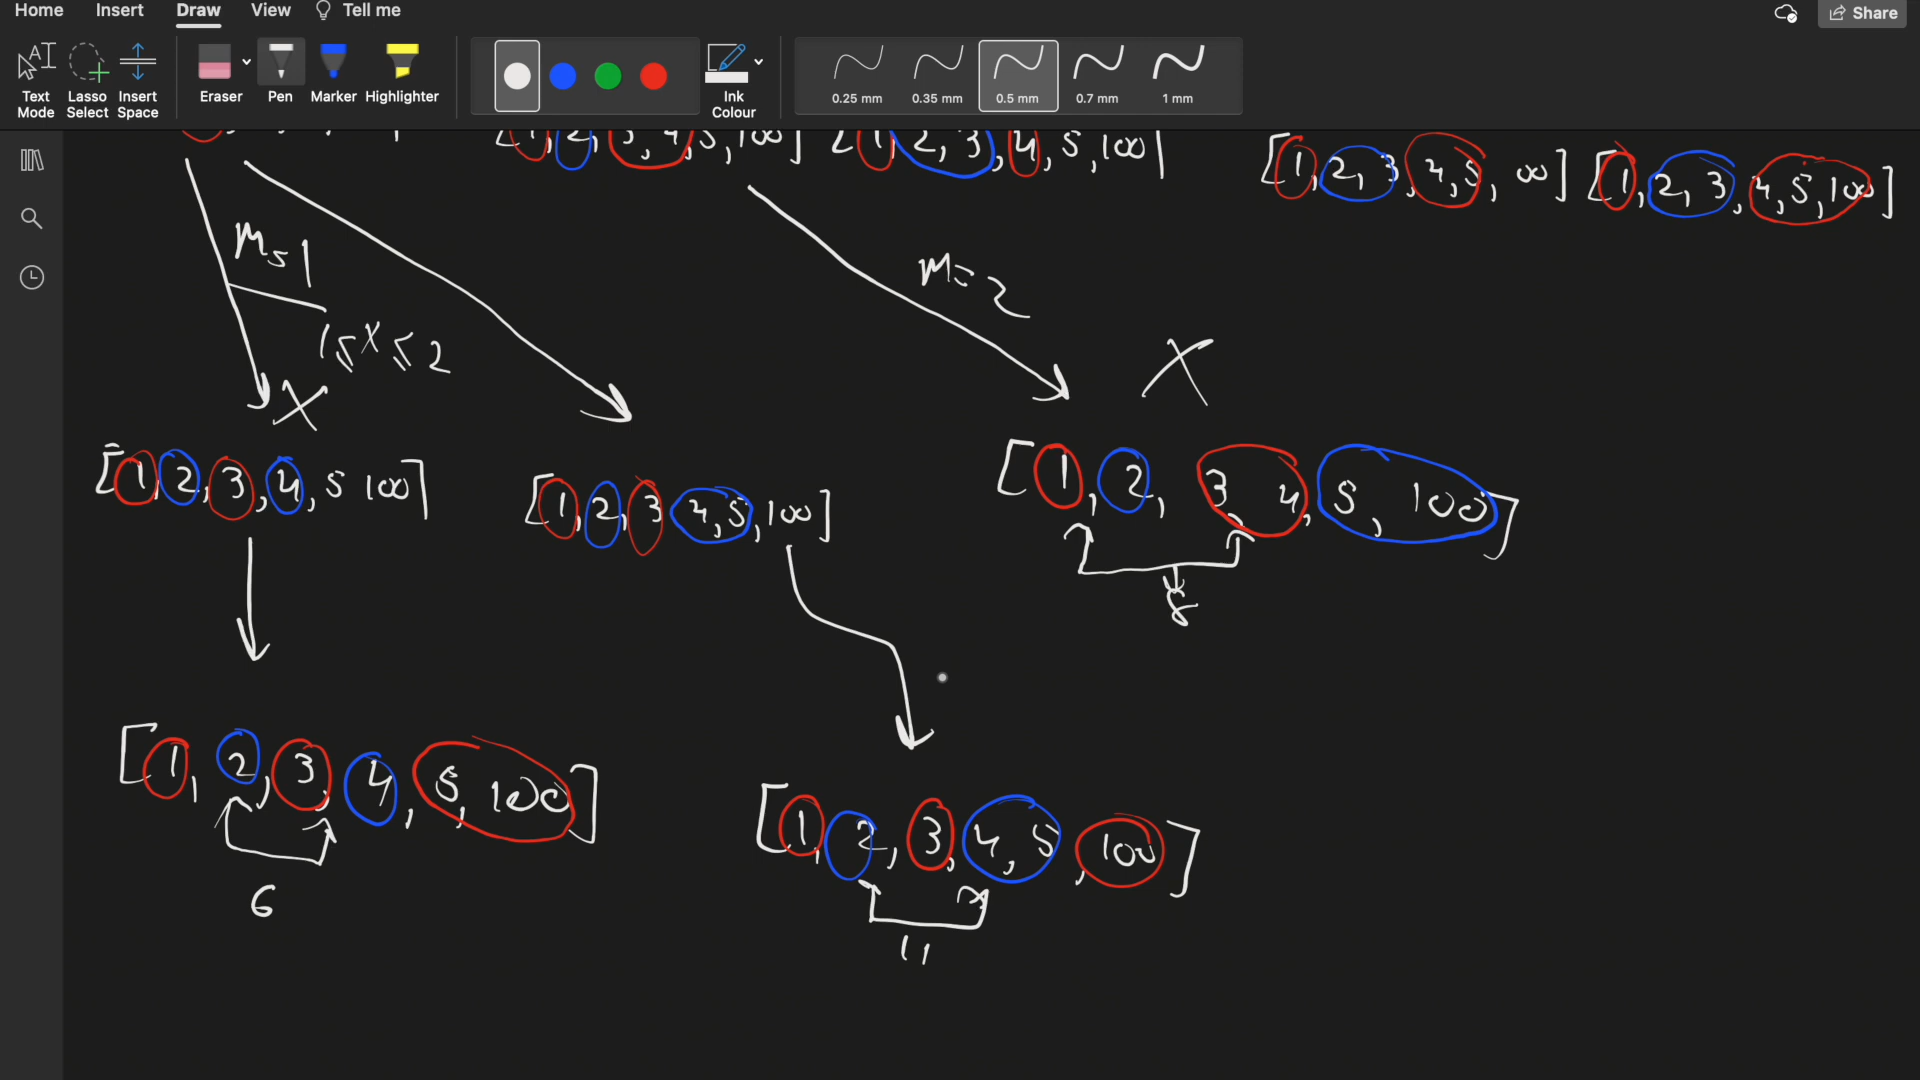 Home Insert Draw View Tell me Share
Text Mode Lasso Select Insert Space Eraser Pen Marker Highlighter Ink Colour 0.25 mm 0.35 mm 0.5 mm 0.7 mm 1 mm
[1, 2, 3, 4, 5, 100] [1, 2, 3, 4, 5, 100]
[1, 2, 3, 4, 5, 100] [1, 2, 3, 4, 5, 100]
M=1
M=2
1≤X≤2
X
X
[1, 2, 3, 4, 5 100]
[1, 2, 3 4, 5, 100]
[1, 2, 3, 4, 5, 100]
8
[1, 2, 3, 4, 5, 100]
6
[1, 2, 3, 4, 5, 100]
11